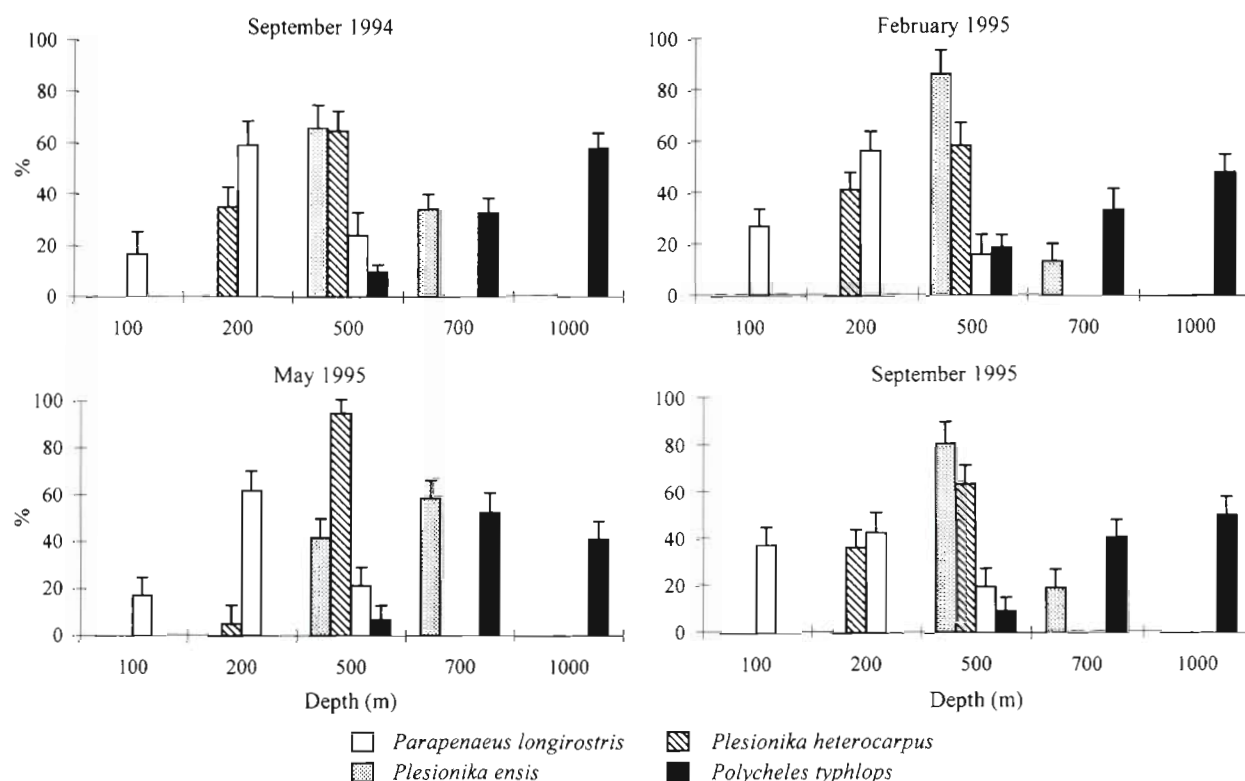 September 1994
February 1995
100
80
60
40
20
0
%
100
80
60
40
20
0
100 200 500 700 1000
100 200 500 700 1000
May 1995
September 1995
100
80
60
40
20
0
%
100
80
60
40
20
0
100 200 500 700 1000
100 200 500 700 1000
Depth (m)
Depth (m)
Parapenaeus longirostris
Plesionika heterocarpus
Plesionika ensis
Polycheles typhlops